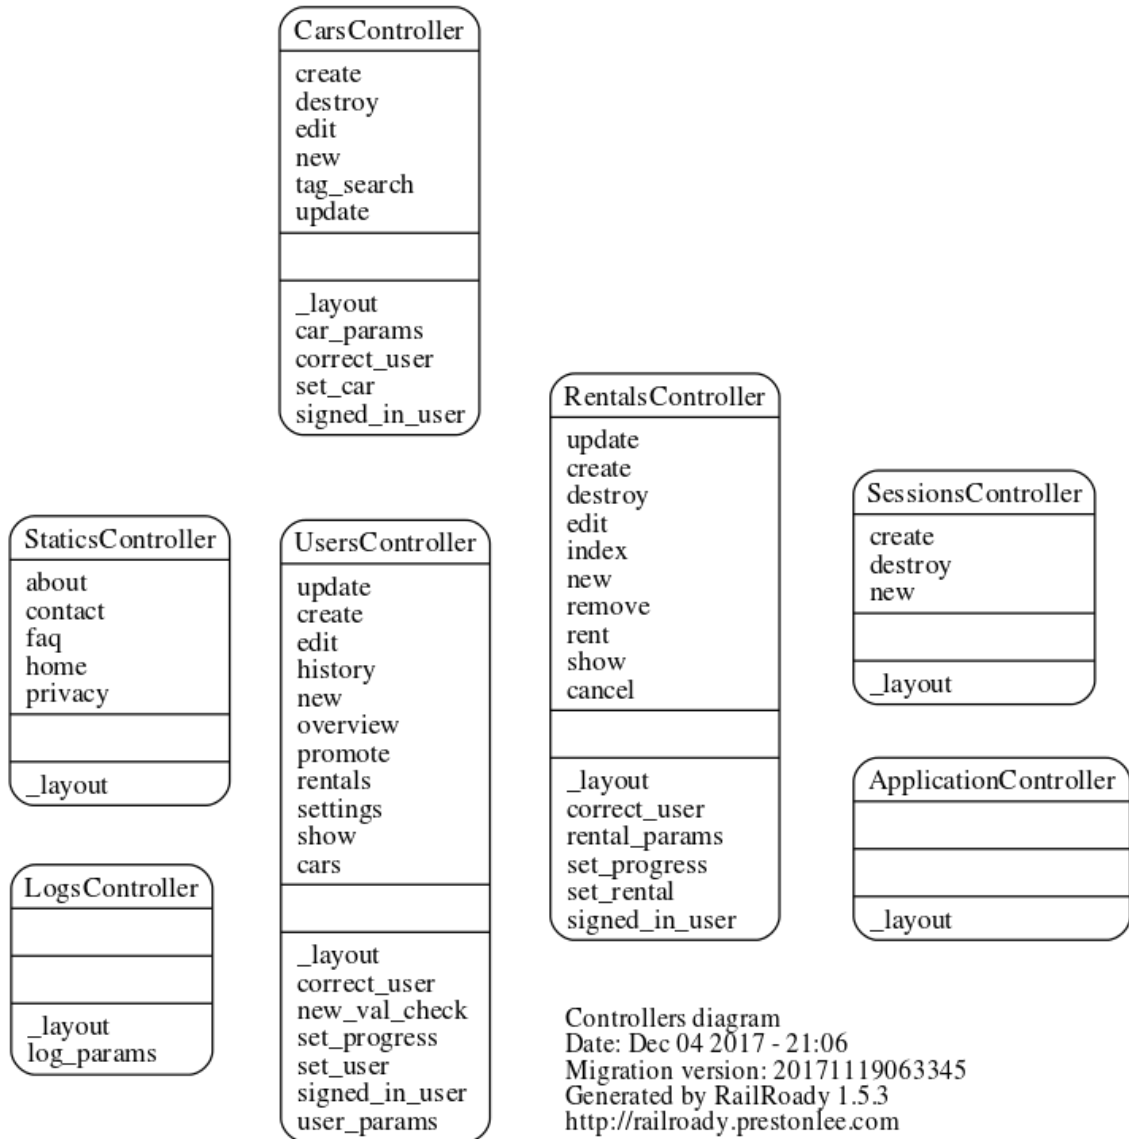 CarsController
create
destroy
edit
new
tag_search
update
_layout
car_params
correct_user
set_car
signed_in_user
RentalsController
update
create
destroy
edit
index
new
remove
rent
show
cancel
_layout
correct_user
rental_params
set_progress
set_rental
signed_in_user
SessionsController
create
destroy
new
_layout
StaticsController
about
contact
faq
home
privacy
_layout
UsersController
update
create
edit
history
new
overview
promote
rentals
settings
show
cars
_layout
correct_user
new_val_check
set_progress
set_user
signed_in_user
user_params
ApplicationController
_layout
LogsController
_layout
log_params
Controllers diagram
Date: Dec 04 2017 - 21:06
Migration version: 20171119063345
Generated by RailRoady 1.5.3
http://railroady.prestonlee.com